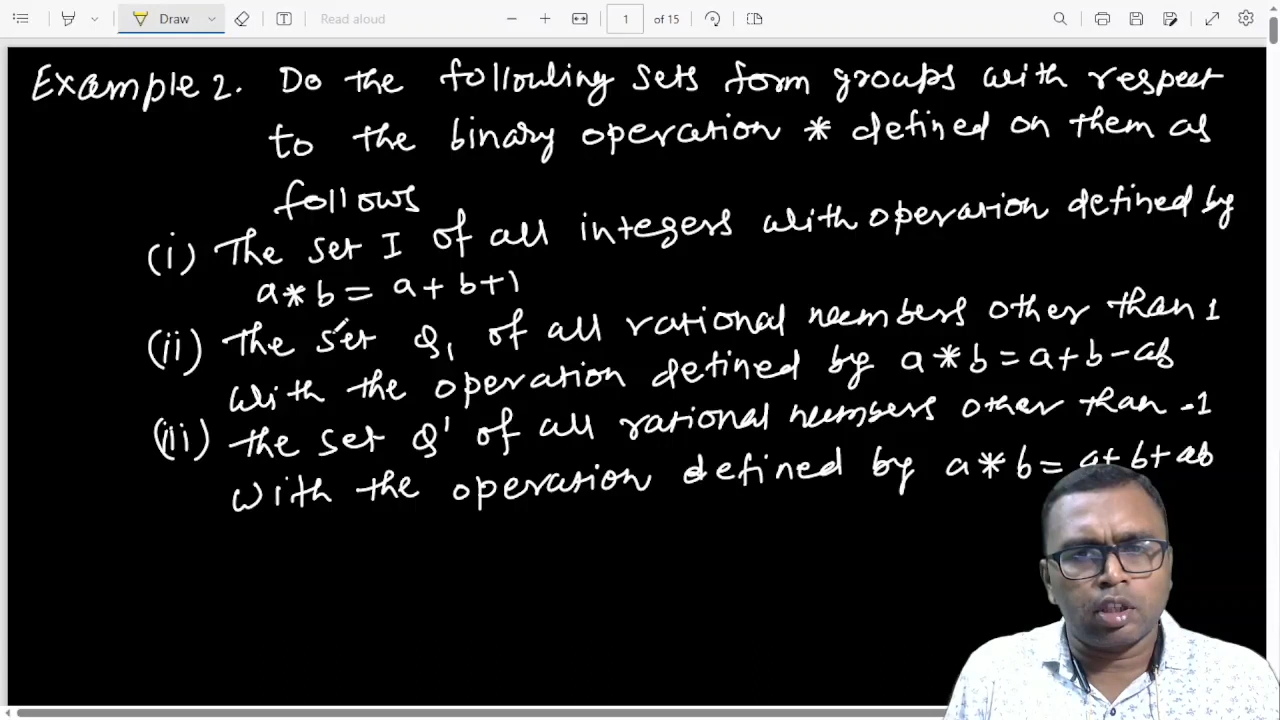 Draw
Read aloud
1 of 15
Example 2. Do the following sets form groups with respect
to the binary operation * defined on them as
follows
(i) The set I of all integers with operation defined by
a * b = a + b + 1
(ii) The set Q₁ of all rational numbers other than 1
with the operation defined by a * b = a + b - ab
(iii) the set Q' of all rational numbers other than -1
with the operation defined by a * b = a + b + ab